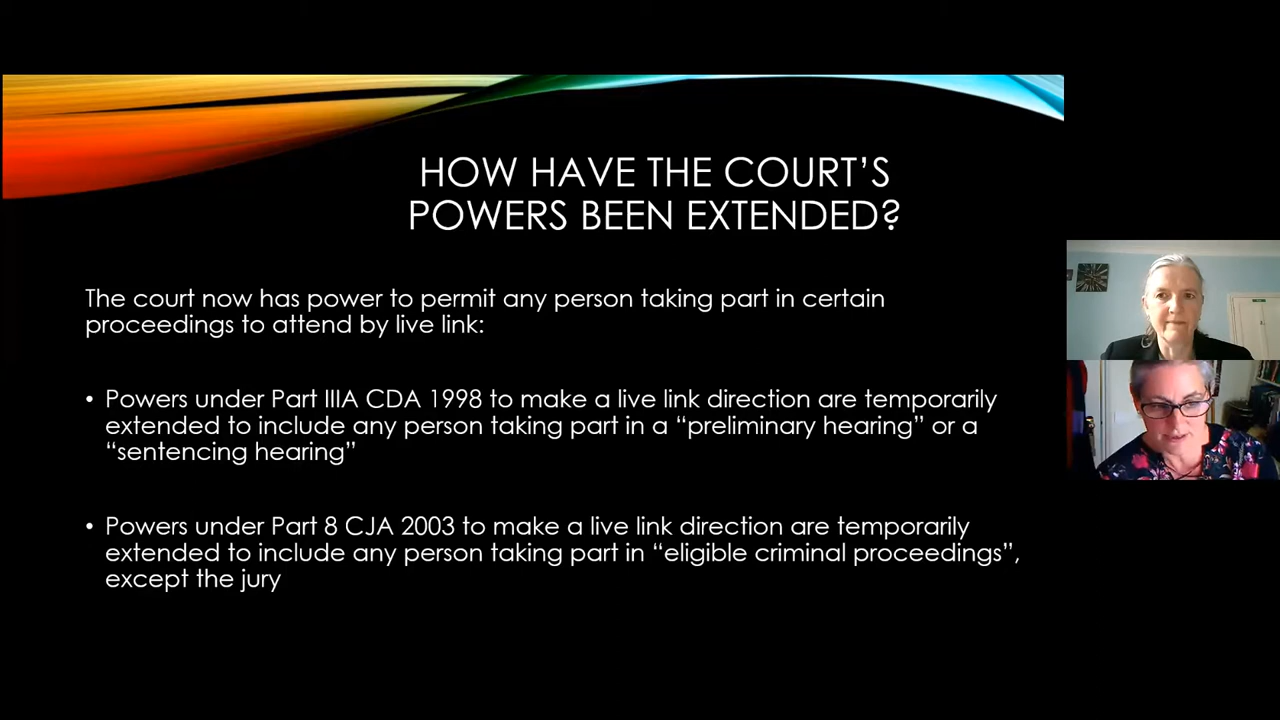 HOW HAVE THE COURT’S
POWERS BEEN EXTENDED?
The court now has power to permit any person taking part in certain
proceedings to attend by live link:
• Powers under Part IIIA CDA 1998 to make a live link direction are temporarily
extended to include any person taking part in a “preliminary hearing” or a
“sentencing hearing”
• Powers under Part 8 CJA 2003 to make a live link direction are temporarily
extended to include any person taking part in “eligible criminal proceedings”,
except the jury